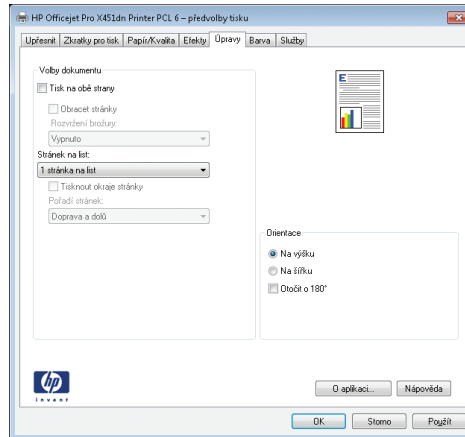 HP Officejet Pro X451dn Printer PCL 6 – předvolby tisku
Upřesnit Zkratky pro tisk Papír/Kvalita Efekty Úpravy Barva Služby
Volby dokumentu
Tisk na obě strany
Obracet stránky
Rozvržení brožury:
Vypnuto
Stránek na list:
1 stránka na list
Tisknout okraje stránky
Pořadí stránek:
Doprava a dolů
E
Orientace
Na výšku
Na šířku
Otočit o 180°
hp
invent
O aplikaci... Nápověda
OK Storno Použít